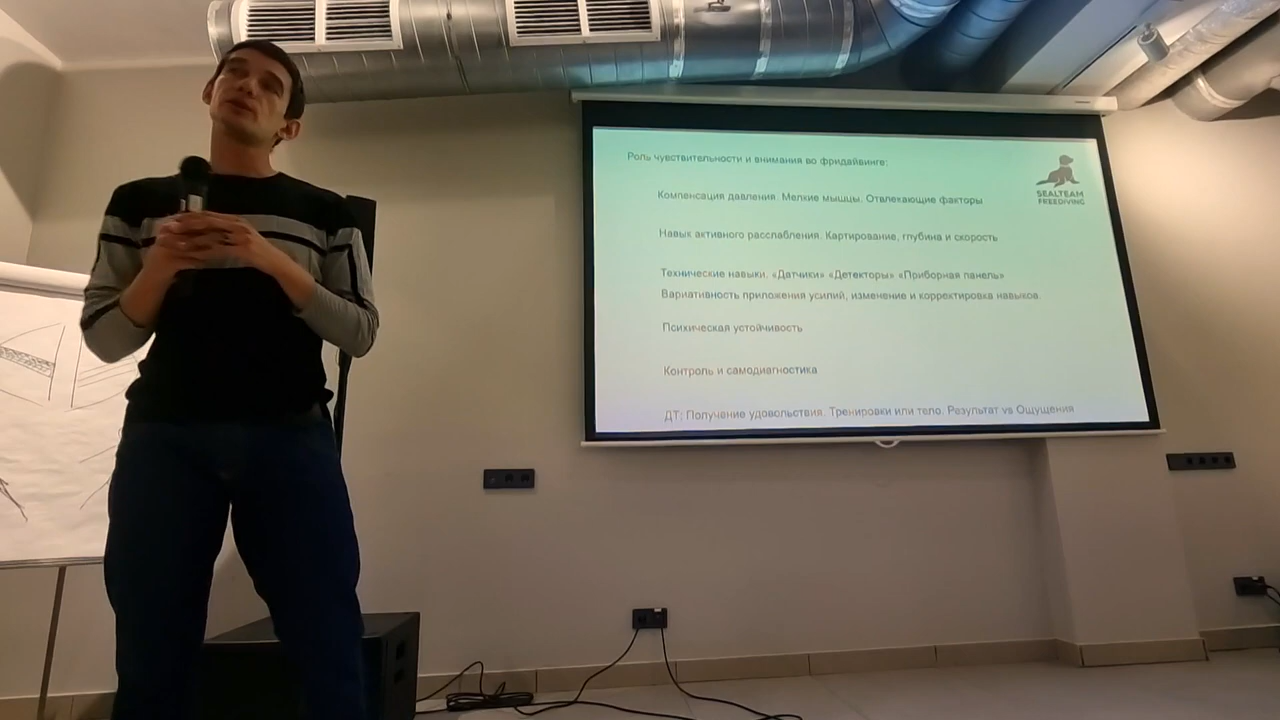 Роль чувствительности и внимания во фридайвинге:
SEALTEAM
FREEDIVING
Компенсация давления. Мелкие мышцы. Отвлекающие факторы
Навык активного расслабления. Картирование, глубина и скорость
Технические навыки. «Датчики» «Детекторы» «Приборная панель»
Вариативность приложения усилий, изменение и корректировка навыков.
Психическая устойчивость
Контроль и самодиагностика
ДТ: Получение удовольствия. Тренировки или тело. Результат vs Ощущения